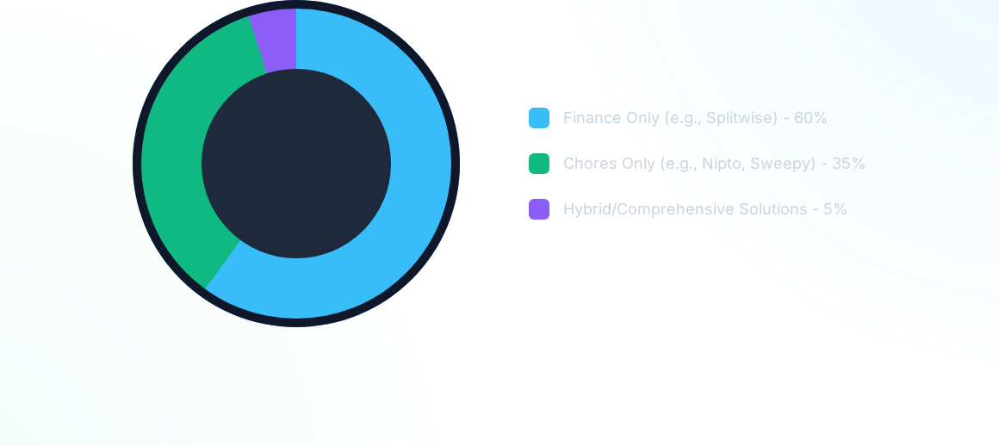 Finance Only (e.g., Splitwise) - 60%
Chores Only (e.g., Nipto, Sweepy) - 35%
Hybrid/Comprehensive Solutions - 5%